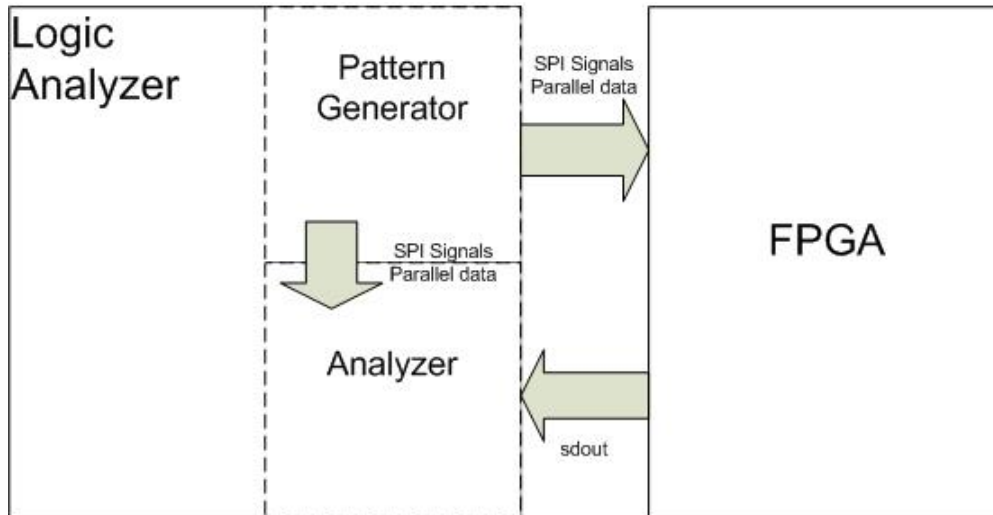 Logic
Analyzer
Pattern
Generator
SPI Signals
Parallel data
FPGA
SPI Signals
Parallel data
Analyzer
sdout